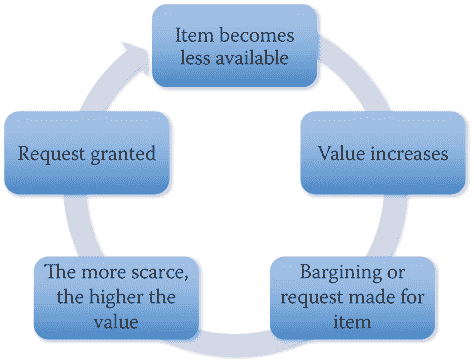 Item becomes
less available
Value increases
Bargining or
request made for
item
The more scarce,
the higher the
value
Request granted